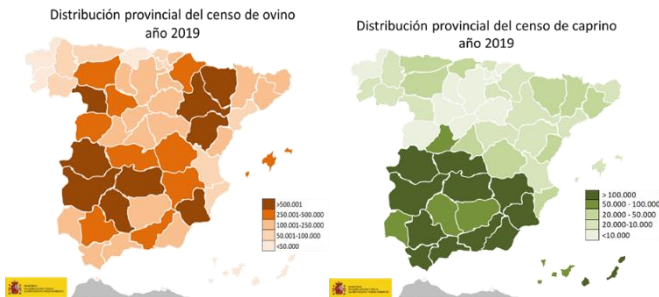 Distribución provincial del censo de ovino
año 2019
>500.001
250.001-500.000
100.001-250.000
50.001-100.000
<50.000
Distribución provincial del censo de caprino
año 2019
> 100.000
50.000 - 100.000
20.000 - 50.000
20.000-10.000
<10.000